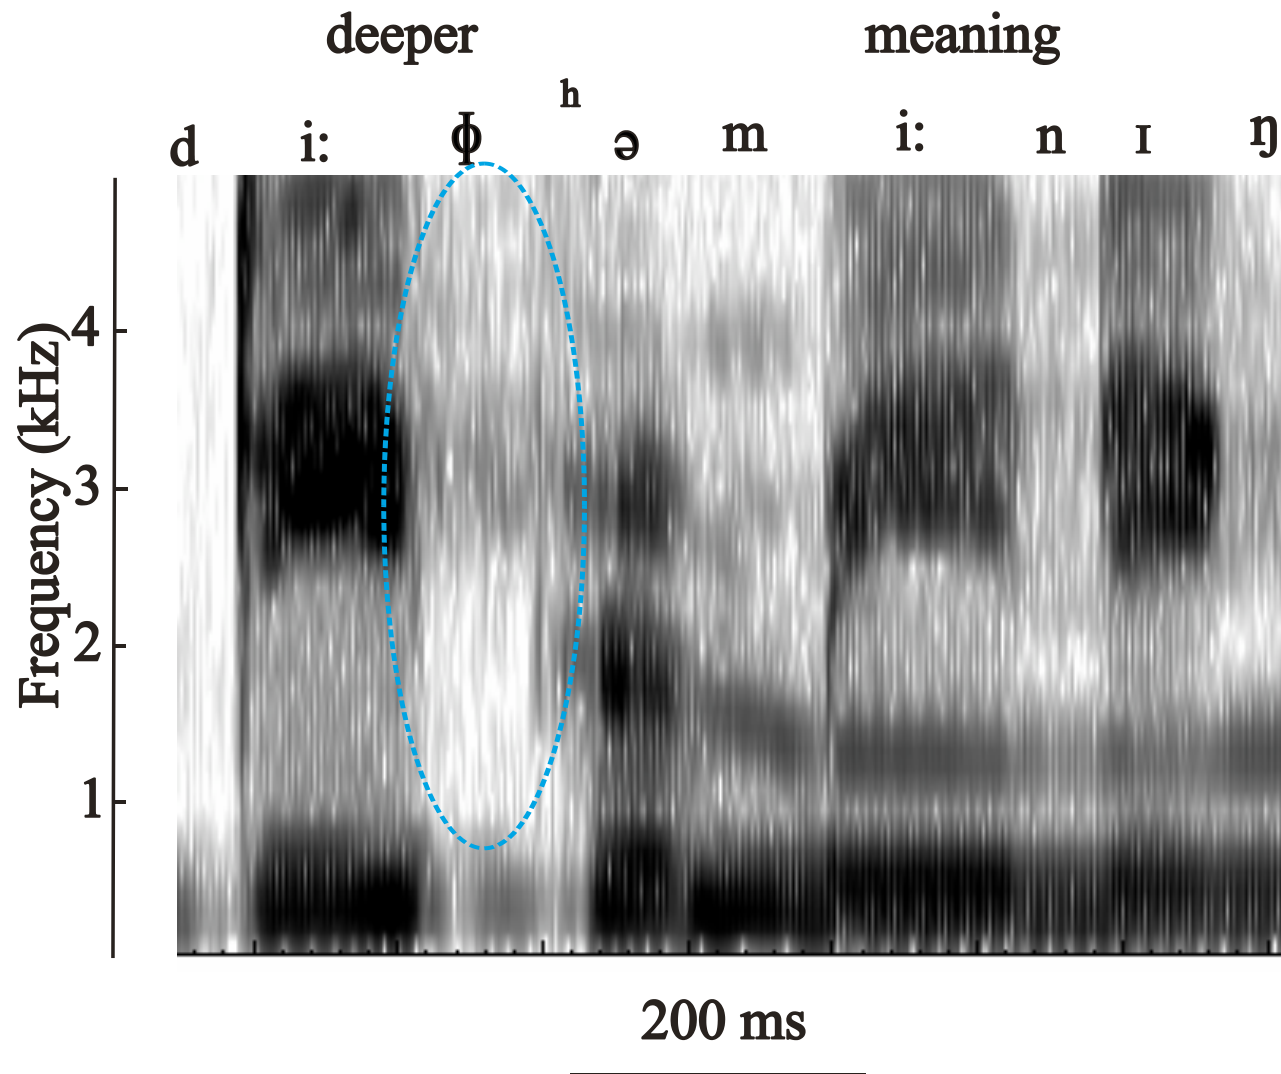 deeper meaning
d i: ɸ ʰ ə m i: n ɪ ŋ
Frequency (kHz)
4
3
2
1
200 ms